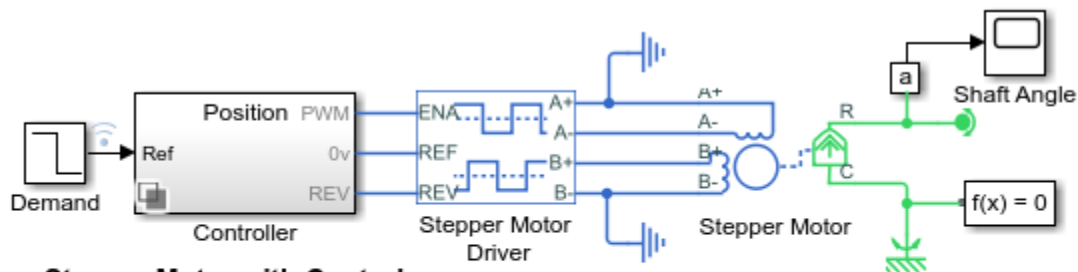 Demand
Ref
Position
PWM
0v
REV
Controller
ENA
REF
REV
A+
A-
B+
B-
Stepper Motor
Driver
A+
A-
B+
B-
Stepper Motor
R
C
a
Shaft Angle
f(x) = 0